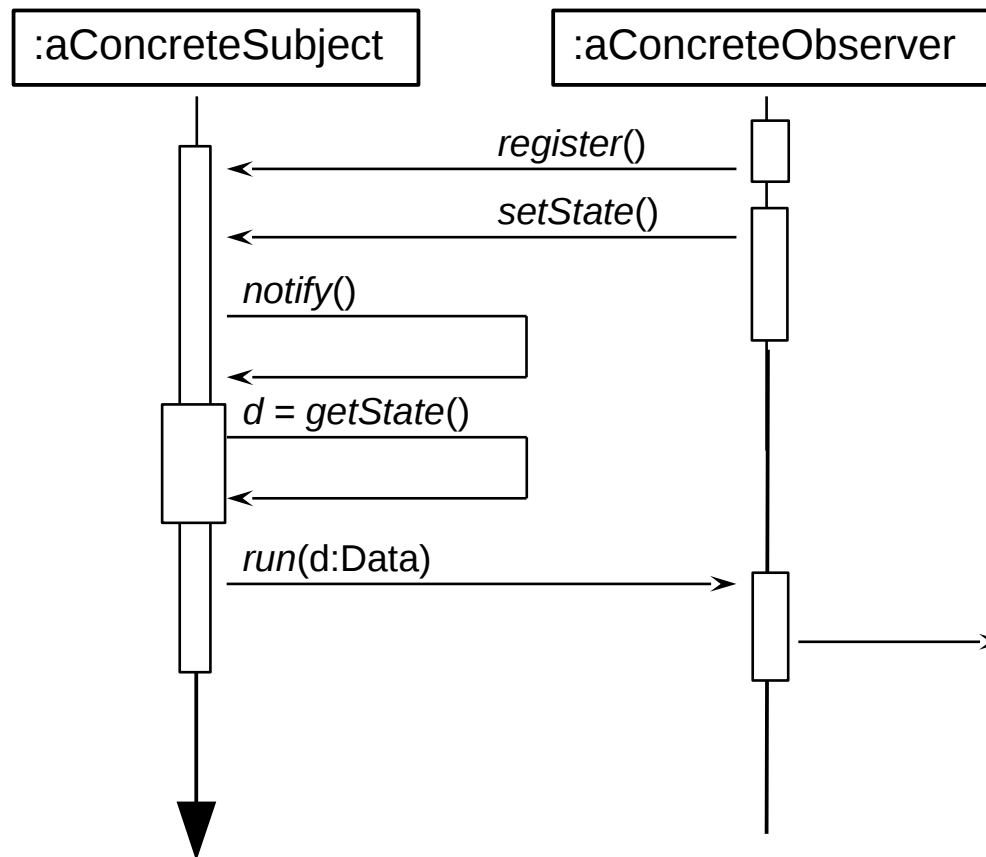 :aConcreteSubject
:aConcreteObserver
register()
setState()
notify()
d = getState()
run(d:Data)